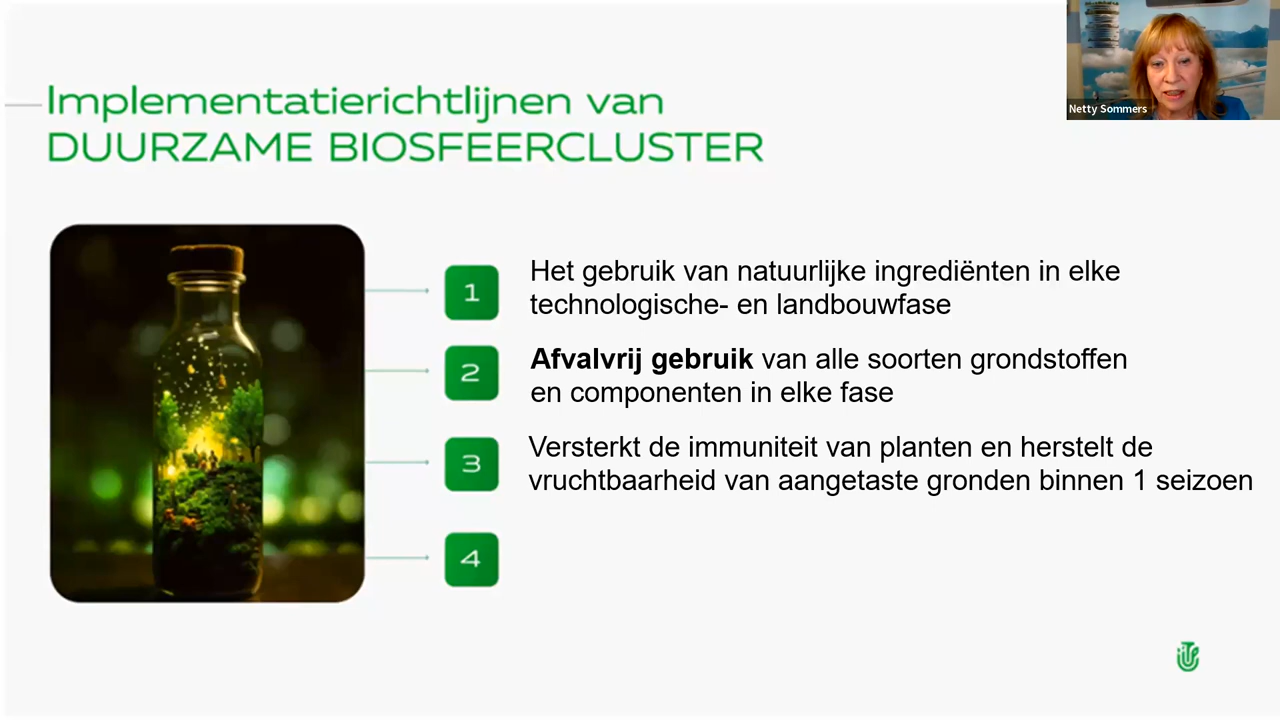 Netty Sommers
Implementatierichtlijnen van
DUURZAME BIOSFEERCLUSTER
1
Het gebruik van natuurlijke ingrediënten in elke
technologische- en landbouwfase
2
Afvalvrij gebruik van alle soorten grondstoffen
en componenten in elke fase
3
Versterkt de immuniteit van planten en herstelt de
vruchtbaarheid van aangetaste gronden binnen 1 seizoen
4